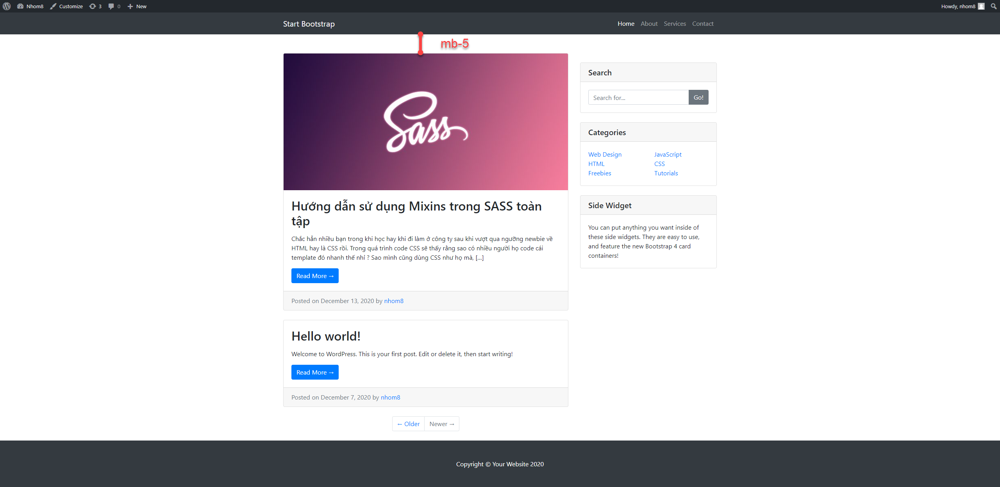 Nhom8 Customize 3 0 New Howdy, nhom8
Start Bootstrap Home About Services Contact
mb-5
Sass
Hướng dẫn sử dụng Mixins trong SASS toàn
tập
Chắc hẳn nhiều bạn trong khi học hay khi đi làm ở công ty sau khi vượt qua ngưỡng newbie về
HTML hay là CSS rồi. Trong quá trình code CSS sẽ thấy rằng sao có nhiều người họ code cái
template đó nhanh thế nhỉ ? Sao mình cũng dùng CSS như họ mà, [...]
Read More →
Posted on December 13, 2020 by nhom8
Hello world!
Welcome to WordPress. This is your first post. Edit or delete it, then start writing!
Read More →
Posted on December 7, 2020 by nhom8
← Older Newer →
Search
Search for... Go!
Categories
Web Design JavaScript
HTML CSS
Freebies Tutorials
Side Widget
You can put anything you want inside of
these side widgets. They are easy to use,
and feature the new Bootstrap 4 card
containers!
Copyright © Your Website 2020